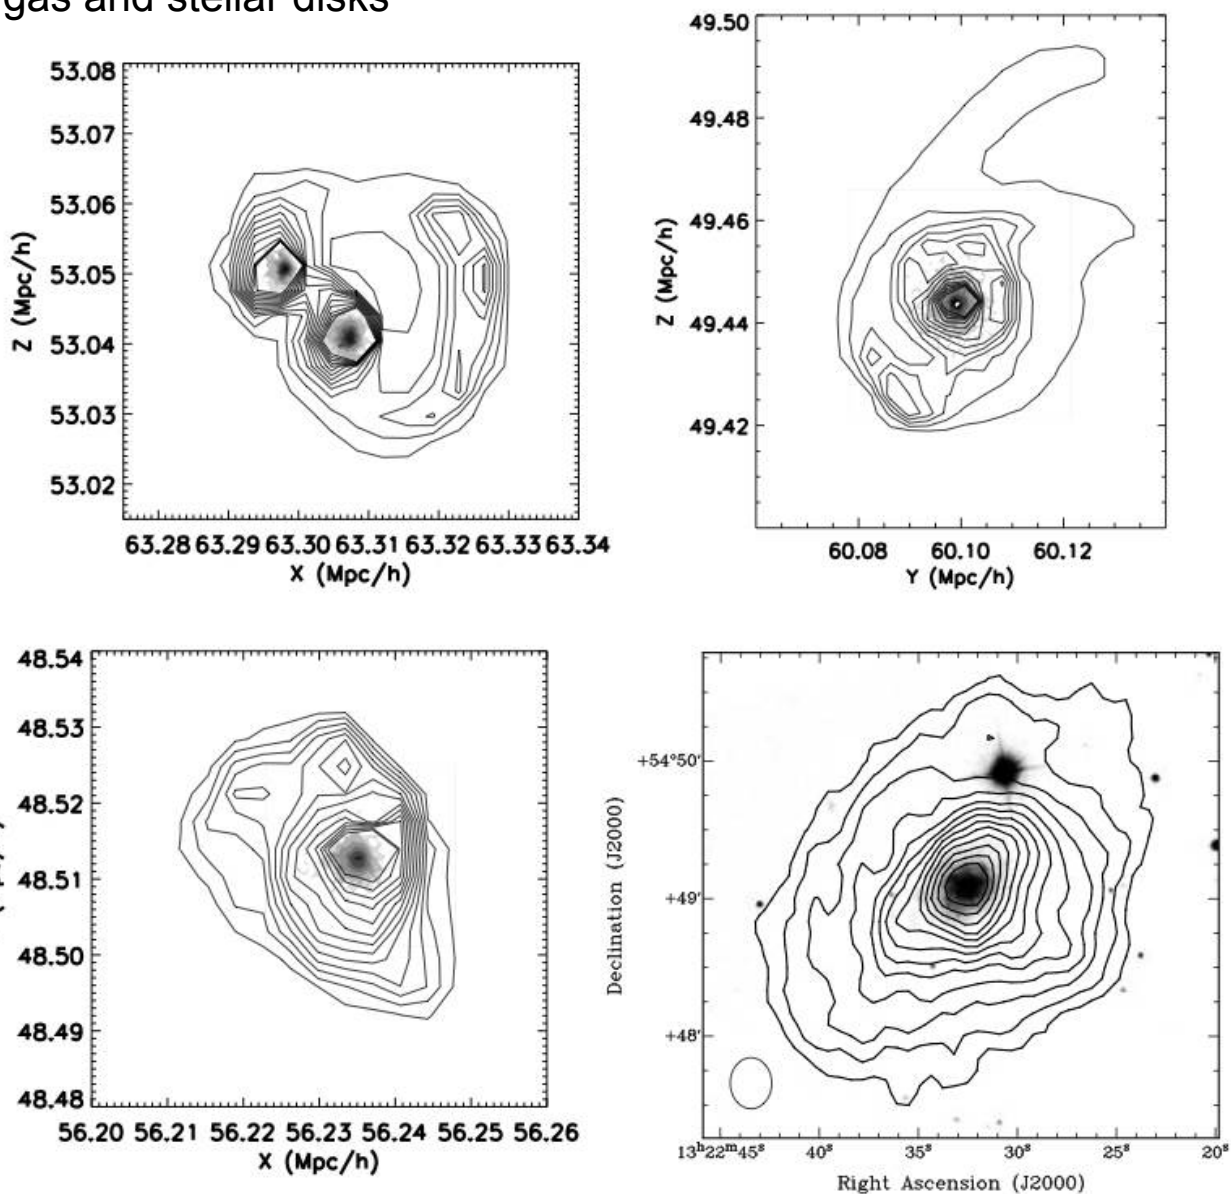 gas and stellar disks
53.08
53.07
53.06
53.05
53.04
53.03
53.02
Z (Mpc/h)
63.28 63.29 63.30 63.31 63.32 63.33 63.34
X (Mpc/h)
49.50
49.48
49.46
49.44
49.42
Z (Mpc/h)
60.08 60.10 60.12
Y (Mpc/h)
48.54
48.53
48.52
48.51
48.50
48.49
48.48
56.20 56.21 56.22 56.23 56.24 56.25 56.26
X (Mpc/h)
+54°50'
+49'
+48'
Declination (J2000)
13ʰ22ᵐ45ˢ 40ˢ 35ˢ 30ˢ 25ˢ 20ˢ
Right Ascension (J2000)